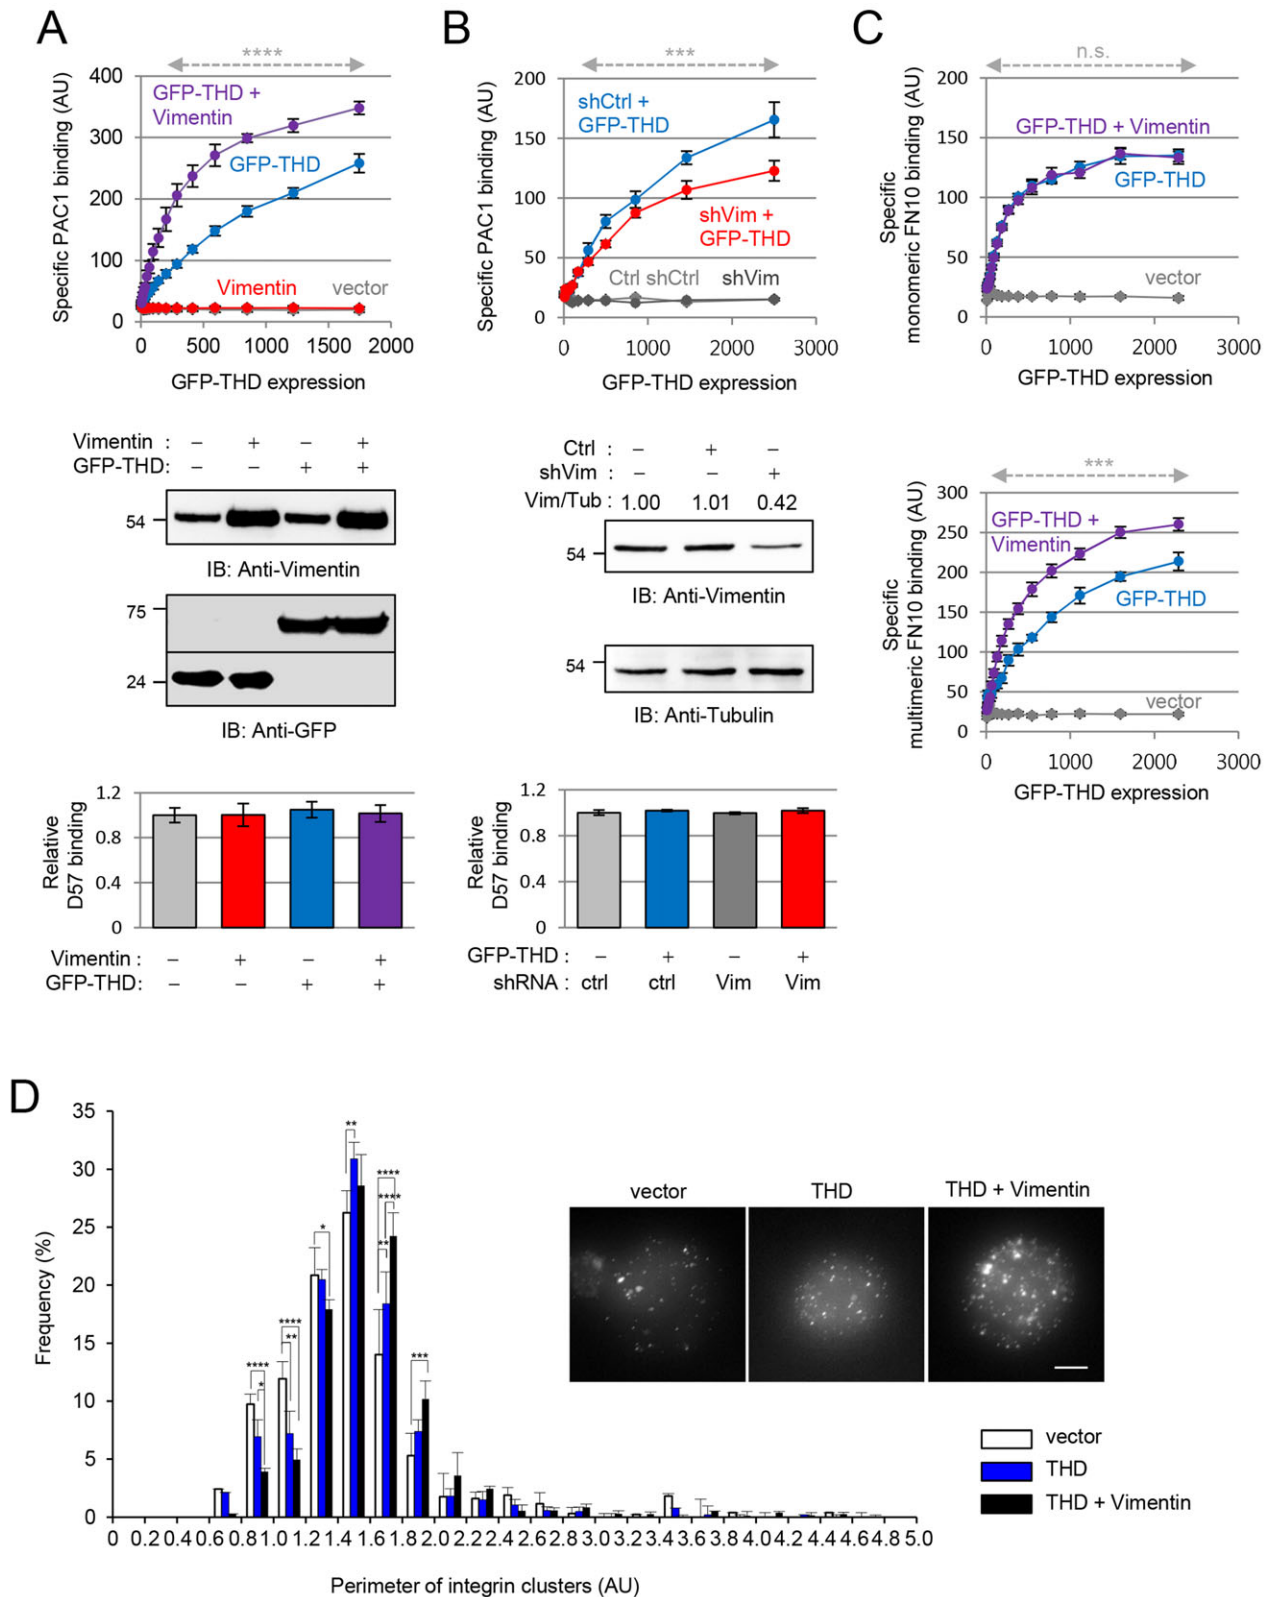 A
****
Specific PAC1 binding (AU)
400
300
200
100
0
GFP-THD +
Vimentin
GFP-THD
Vimentin
vector
0 500 1000 1500 2000
GFP-THD expression
Vimentin : – + – +
GFP-THD: – – + +
54
IB: Anti-Vimentin
75
24
IB: Anti-GFP
Relative
D57 binding
1.2
0.8
0.4
0
Vimentin : – + – +
GFP-THD: – – + +
B
***
Specific PAC1 binding (AU)
200
150
100
50
0
shCtrl +
GFP-THD
shVim +
GFP-THD
Ctrl shCtrl
shVim
0 1000 2000 3000
GFP-THD expression
Ctrl : – + –
shVim : – – +
Vim/Tub : 1.00 1.01 0.42
54
IB: Anti-Vimentin
54
IB: Anti-Tubulin
Relative
D57 binding
1.2
0.8
0.4
0
GFP-THD : – + – +
shRNA : ctrl ctrl Vim Vim
C
n.s.
Specific
monomeric FN10 binding (AU)
200
150
100
50
0
GFP-THD + Vimentin
GFP-THD
vector
0 1000 2000 3000
GFP-THD expression
***
Specific
multimeric FN10 binding (AU)
300
250
200
150
100
50
0
GFP-THD +
Vimentin
GFP-THD
vector
0 1000 2000 3000
GFP-THD expression
D
Frequency (%)
35
30
25
20
15
10
5
0
****
*
****
**
*
**
****
****
**
***
0 0.2 0.4 0.6 0.8 1.0 1.2 1.4 1.6 1.8 2.0 2.2 2.4 2.6 2.8 3.0 3.2 3.4 3.6 3.8 4.0 4.2 4.4 4.6 4.8 5.0
Perimeter of integrin clusters (AU)
vector
THD
THD + Vimentin
vector
THD
THD + Vimentin